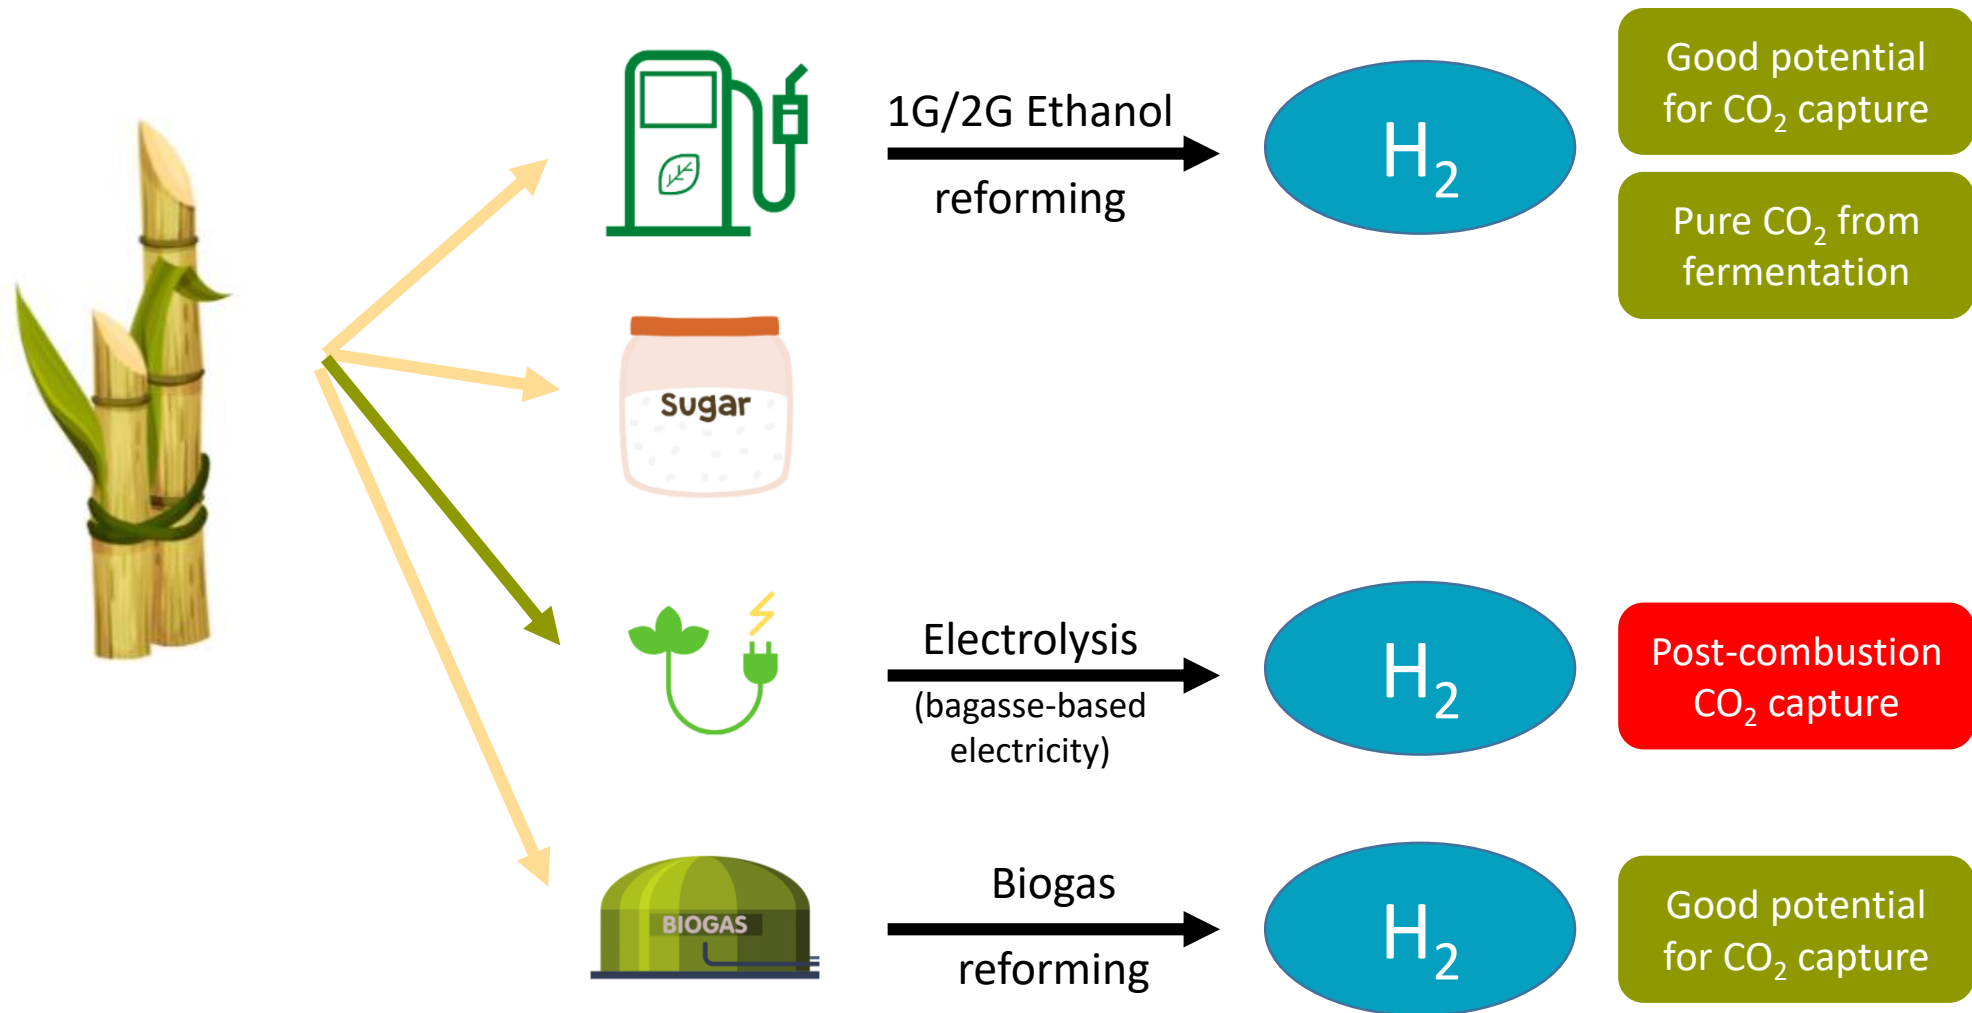 1G/2G Ethanol
reforming
H₂
Good potential
for CO₂ capture
Pure CO₂ from
fermentation
Sugar
Electrolysis
(bagasse-based
electricity)
H₂
Post-combustion
CO₂ capture
BIOGAS
Biogas
reforming
H₂
Good potential
for CO₂ capture